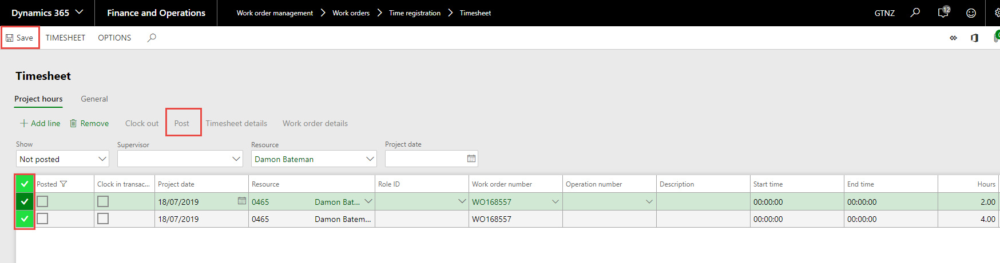 Dynamics 365 Finance and Operations Work order management Work orders Time registration Timesheet GTNZ 12
Save TIMESHEET OPTIONS
Timesheet
Project hours General
Add line Remove Clock out Post Timesheet details Work order details
Show Supervisor Resource Project date
Not posted Damon Bateman
Posted Clock in transac... Project date Resource Role ID Work order number Operation number Description Start time End time Hours
18/07/2019 0465 Damon Bat... WO168557 00:00:00 00:00:00 2.00
18/07/2019 0465 Damon Batem... WO168557 00:00:00 00:00:00 4.00